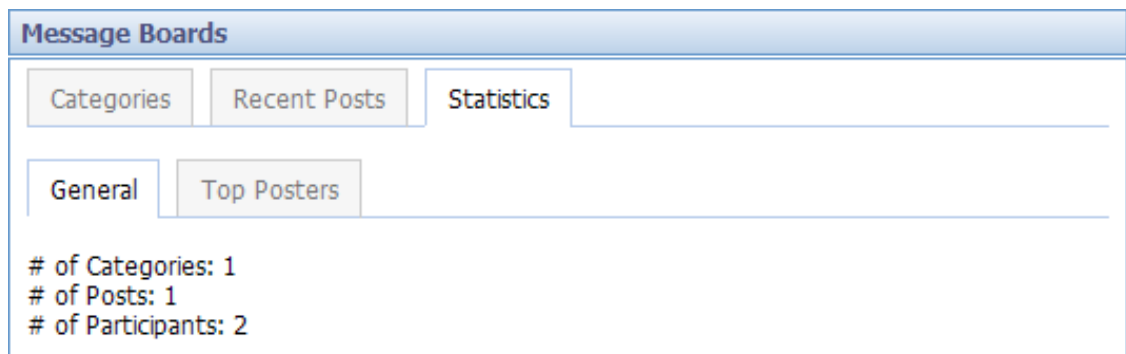 Message Boards
Categories Recent Posts Statistics
General Top Posters
# of Categories: 1
# of Posts: 1
# of Participants: 2